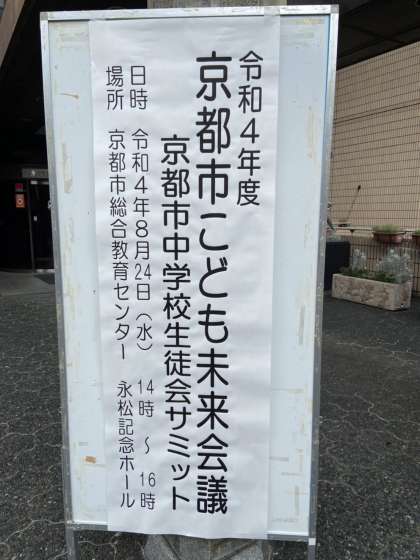 令和4年度
京都市こども未来会議
京都市中学校生徒会サミット
日時 令和4年8月24日(水) 14時~16時
場所 京都市総合教育センター 永松記念ホール